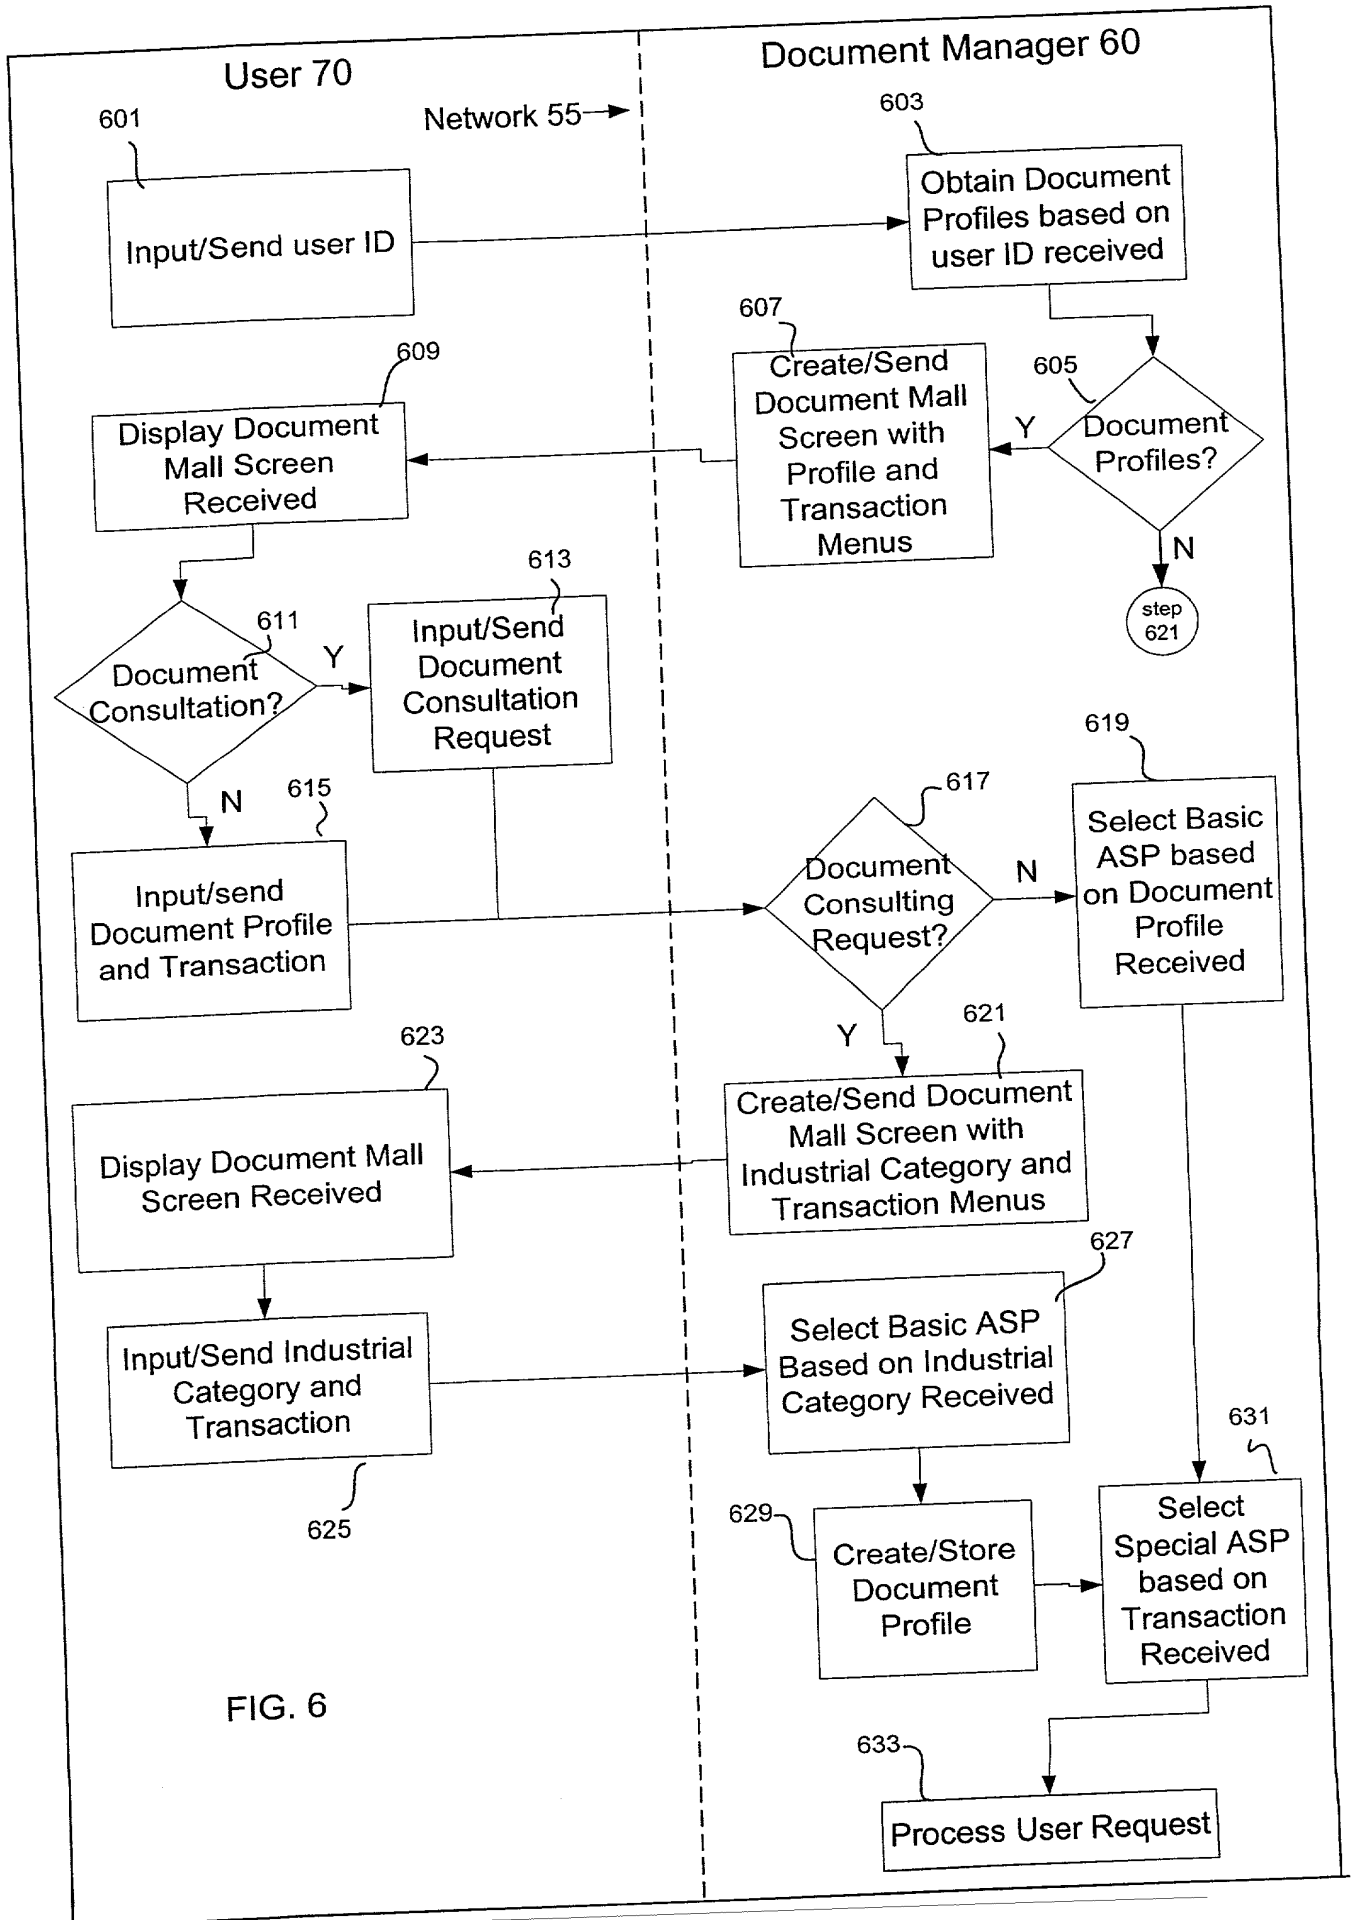 User 70
Document Manager 60
Network 55
601
Input/Send user ID
603
Obtain Document
Profiles based on
user ID received
605
Document
Profiles?
Y
N
step
621
607
Create/Send
Document Mall
Screen with
Profile and
Transaction
Menus
609
Display Document
Mall Screen
Received
611
Document
Consultation?
Y
N
613
Input/Send
Document
Consultation
Request
615
Input/send
Document Profile
and Transaction
617
Document
Consulting
Request?
N
Y
619
Select Basic
ASP based
on Document
Profile
Received
621
Create/Send Document
Mall Screen with
Industrial Category and
Transaction Menus
623
Display Document Mall
Screen Received
Input/Send Industrial
Category and
Transaction
625
627
Select Basic ASP
Based on Industrial
Category Received
629
Create/Store
Document
Profile
631
Select
Special ASP
based on
Transaction
Received
633
Process User Request
FIG. 6